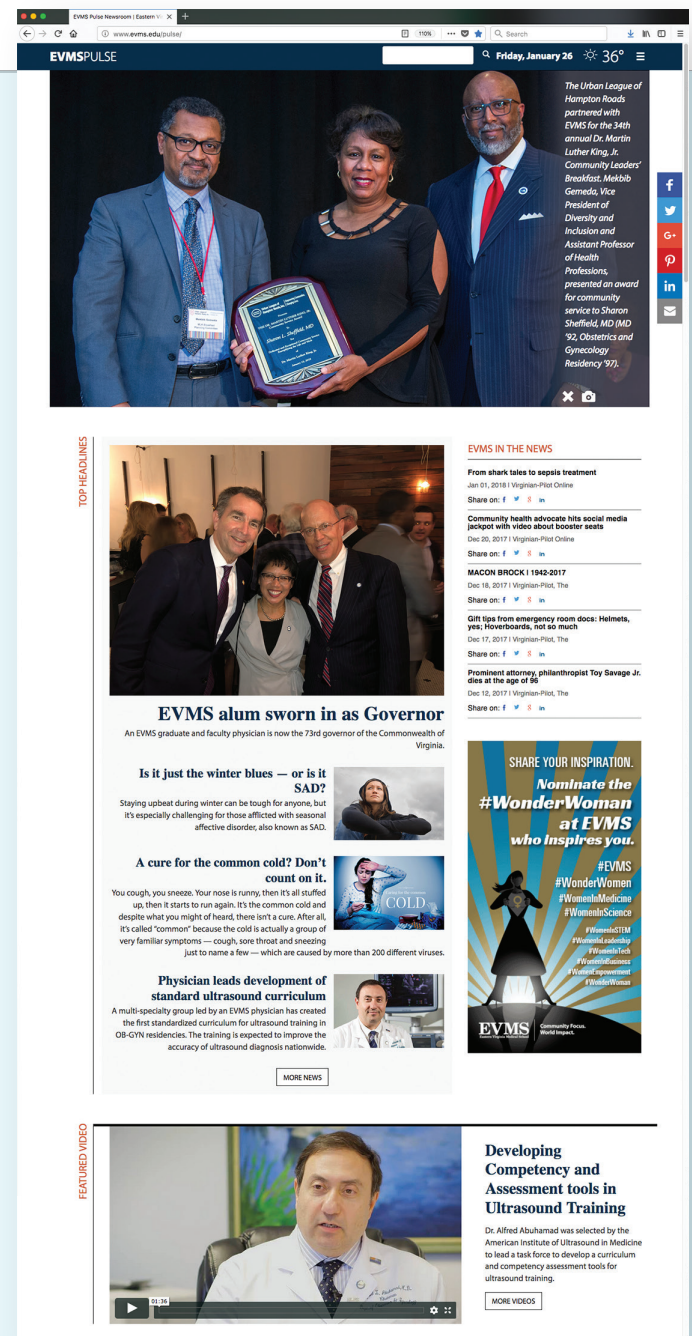 EVMS Pulse Newsroom | Eastern Vi
www.evms.edu/pulse/
110%
Search
EVMSPULSE
Friday, January 26
36°
The Urban League of
Hampton Roads
partnered with
EVMS for the 34th
annual Dr. Martin
Luther King, Jr.
Community Leaders'
Breakfast. Mekbib
Gemeda, Vice
President of
Diversity and
Inclusion and
Assistant Professor
of Health
Professions,
presented an award
for community
service to Sharon
Sheffield, MD (MD
'92, Obstetrics and
Gynecology
Residency '97).
Sharon L. Sheffield, MD
TOP HEADLINES
EVMS alum sworn in as Governor
An EVMS graduate and faculty physician is now the 73rd governor of the Commonwealth of
Virginia.
Is it just the winter blues — or is it
SAD?
Staying upbeat during winter can be tough for anyone, but
it's especially challenging for those afflicted with seasonal
affective disorder, also known as SAD.
A cure for the common cold? Don't
count on it.
You cough, you sneeze. Your nose is runny, then it's all stuffed
up, then it starts to run again. It's the common cold and
despite what you might of heard, there isn't a cure. After all,
it's called "common" because the cold is actually a group of
very familiar symptoms — cough, sore throat and sneezing
just to name a few — which are caused by more than 200 different viruses.
COLD
Physician leads development of
standard ultrasound curriculum
A multi-specialty group led by an EVMS physician has created
the first standardized curriculum for ultrasound training in
OB-GYN residencies. The training is expected to improve the
accuracy of ultrasound diagnosis nationwide.
MORE NEWS
EVMS IN THE NEWS
From shark tales to sepsis treatment
Jan 01, 2018 | Virginian-Pilot Online
Share on:
Community health advocate hits social media
jackpot with video about booster seats
Dec 20, 2017 | Virginian-Pilot Online
Share on:
MACON BROCK | 1942-2017
Dec 18, 2017 | Virginian-Pilot, The
Share on:
Gift tips from emergency room docs: Helmets,
yes; Hoverboards, not so much
Dec 17, 2017 | Virginian-Pilot, The
Share on:
Prominent attorney, philanthropist Toy Savage Jr.
dies at the age of 96
Dec 12, 2017 | Virginian-Pilot, The
Share on:
SHARE YOUR INSPIRATION.
Nominate the
#WonderWoman
at EVMS
who inspires you.
#EVMS
#WonderWomen
#WomenInMedicine
#WomenInScience
#WomenInSTEM
#WomenInLeadership
#WomenInTech
#WomenInBusiness
#WomenEmpowerment
#WonderWoman
EVMS
Eastern Virginia Medical School
Community Focus.
World Impact.
FEATURED VIDEO
01:36
Developing
Competency and
Assessment tools in
Ultrasound Training
Dr. Alfred Abuhamad was selected by the
American Institute of Ultrasound in Medicine
to lead a task force to develop a curriculum
and competency assessment tools for
ultrasound training.
MORE VIDEOS